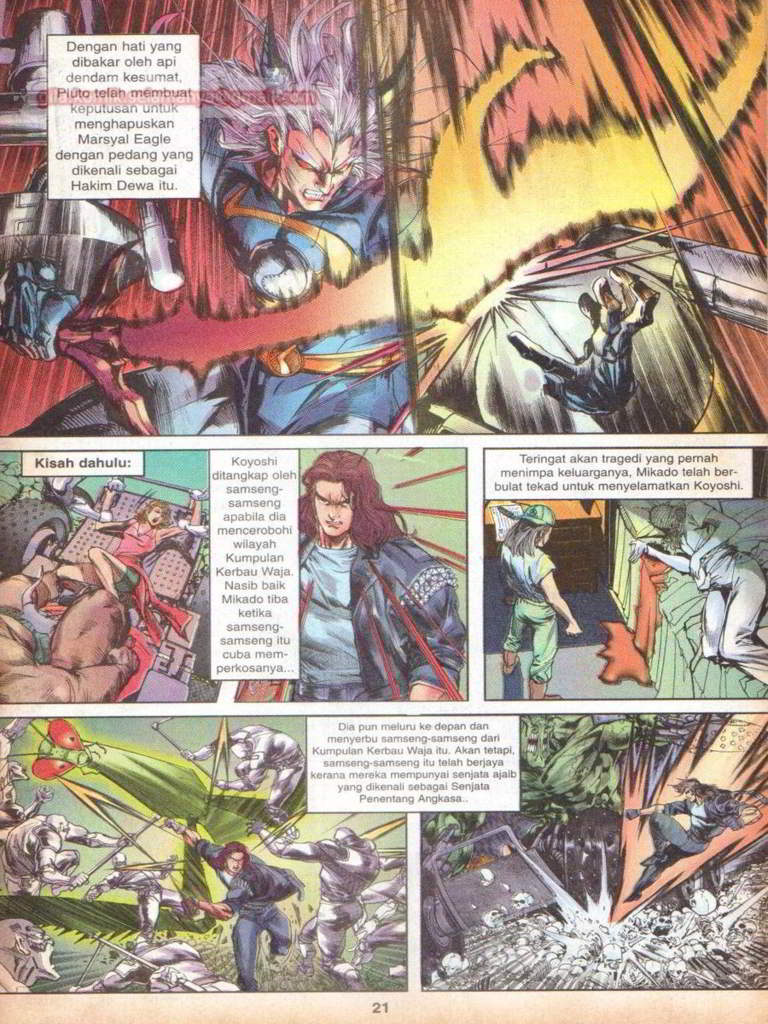 Dengan hati yang
dibakar oleh api
dendam kesumat,
Pluto telah membuat
keputusan untuk
menghapuskan
Marsyal Eagle
dengan pedang yang
dikenali sebagai
Hakim Dewa itu.
Kisah dahulu:
Koyoshi
ditangkap oleh
samseng-
samseng
apabila dia
mencerobohi
wilayah
Kumpulan
Kerbau Waja.
Nasib baik
Mikado tiba
ketika
samseng-
samseng itu
cuba mem-
perkosanya...
Teringat akan tragedi yang pernah
menimpa keluarganya, Mikado telah ber-
bulat tekad untuk menyelamatkan Koyoshi.
Dia pun meluru ke depan dan
menyerbu samseng-samseng dari
Kumpulan Kerbau Waja itu. Akan tetapi,
samseng-samseng itu telah berjaya
kerana mereka mempunyai senjata ajaib
yang dikenali sebagai Senjata
Penentang Angkasa..
21